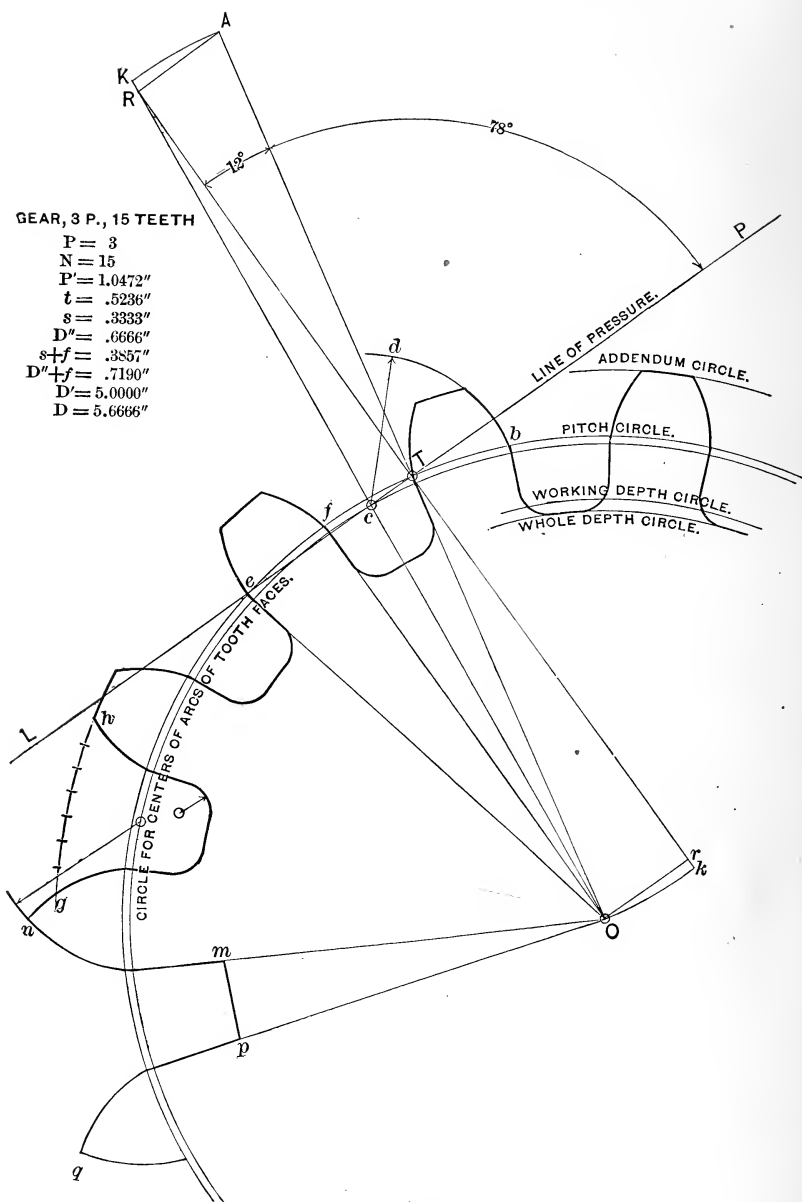 A
K
R
12°
78°
P
GEAR, 3 P., 15 TEETH
P = 3
N = 15
P' = 1.0472"
t = .5236"
s = .3333"
D" = .6666"
s+f = .3857"
D"+f = .7190"
D' = 5.0000"
D = 5.6666"
LINE OF PRESSURE.
d
ADDENDUM CIRCLE.
b
PITCH CIRCLE.
T
f
c
WORKING DEPTH CIRCLE.
WHOLE DEPTH CIRCLE.
e
CIRCLE FOR CENTERS OF ARCS OF TOOTH FACES.
h
L
g
n
r
k
O
m
p
q